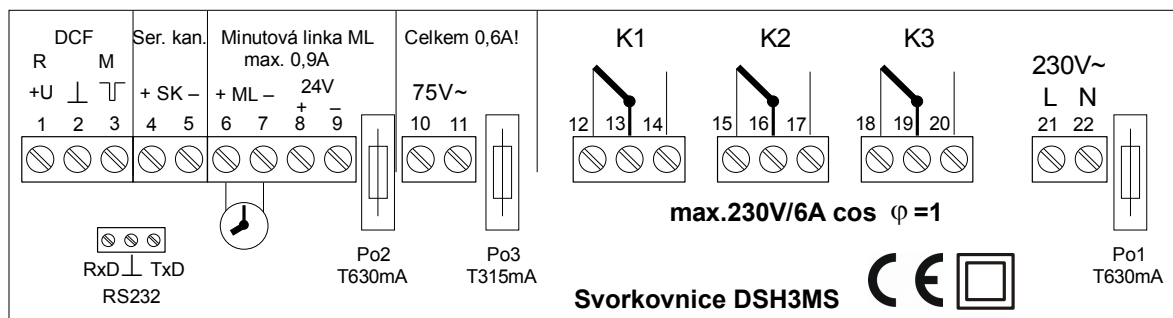 DCF
R M
+U ⊥
1 2 3
Ser. kan.
+ SK –
4 5
Minutová linka ML
max. 0,9A
+ ML – 24V + –
6 7 8 9
Celkem 0,6A!
75V~
10 11
K1
12 13 14
K2
15 16 17
K3
18 19 20
230V~
L N
21 22
max.230V/6A cos φ =1
RxD ⊥ TxD
RS232
Po2
T630mA
Po3
T315mA
Po1
T630mA
Svorkovnice DSH3MS
CE